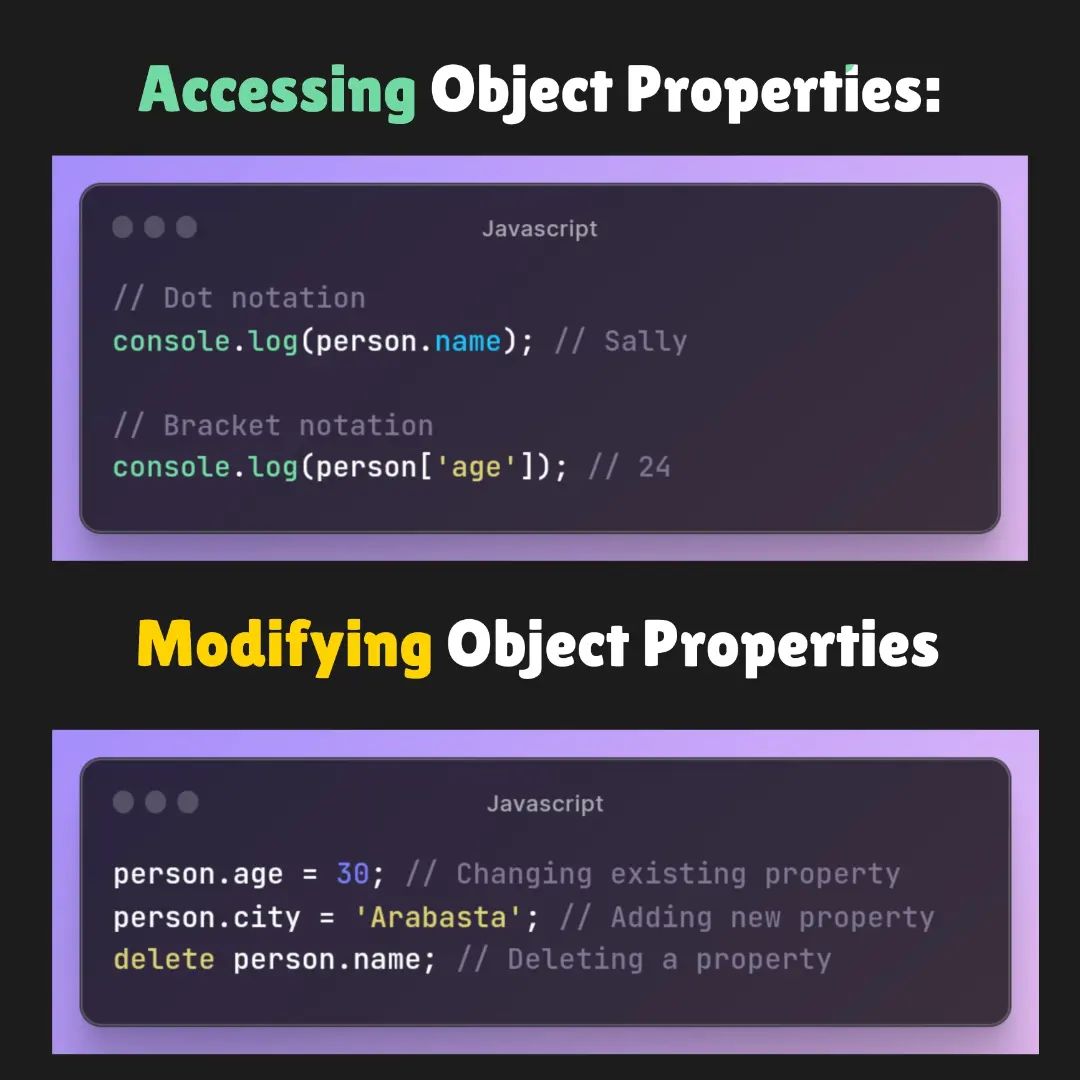 Accessing Object Properties:
Javascript
// Dot notation
console.log(person.name); // Sally
// Bracket notation
console.log(person['age']); // 24
Modifying Object Properties
Javascript
person.age = 30; // Changing existing property
person.city = 'Arabasta'; // Adding new property
delete person.name; // Deleting a property